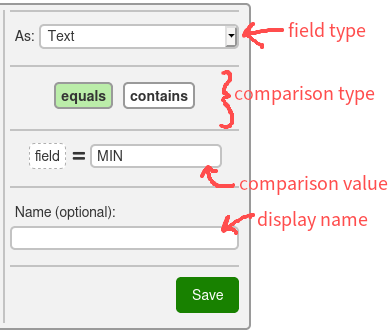 As: Text field type
equals contains comparison type
field = MIN
comparison value
Name (optional):
display name
Save